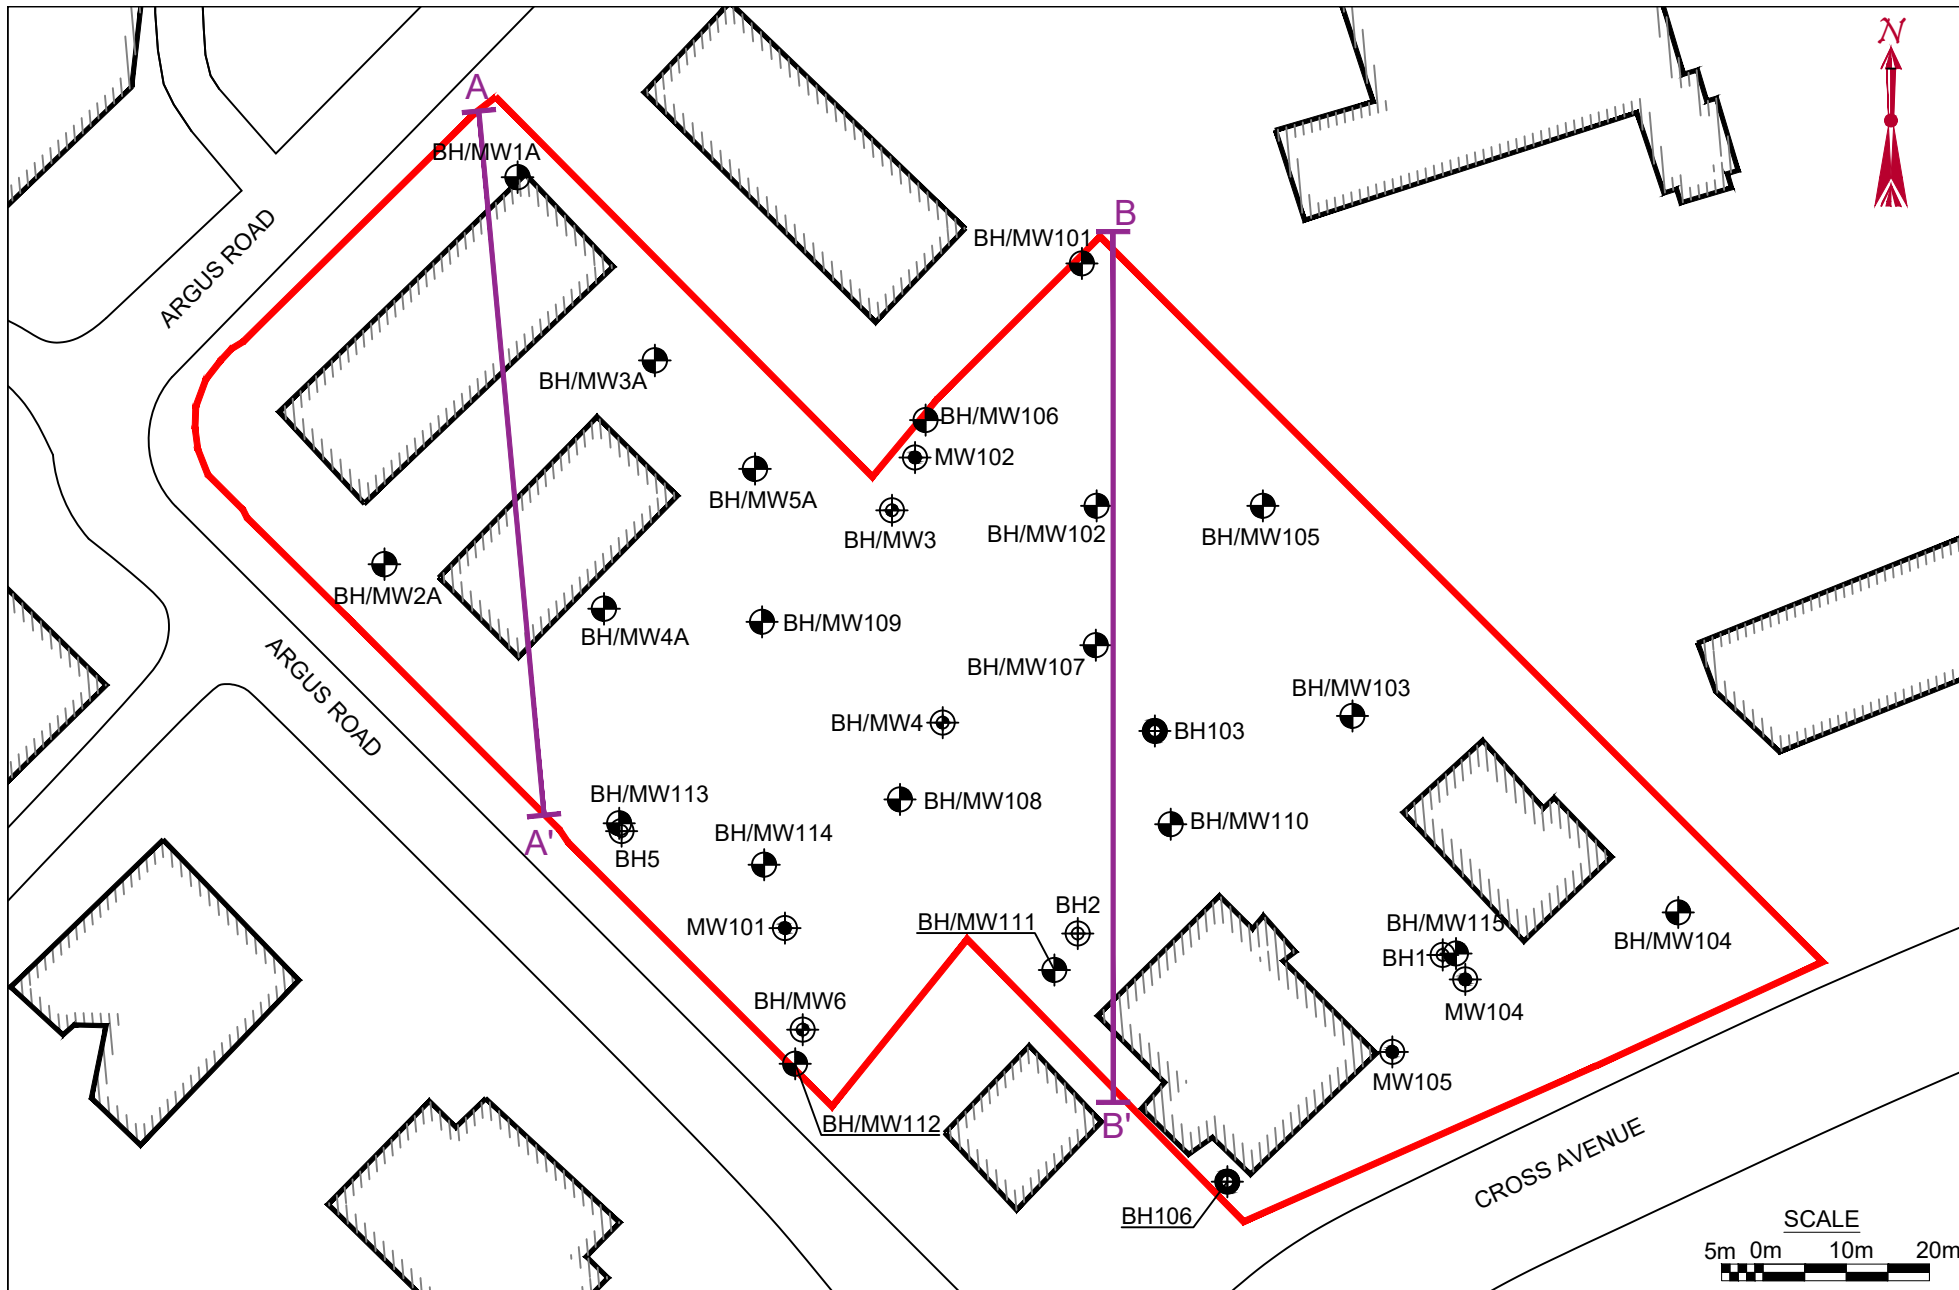 N
A
BH/MW1A
B
BH/MW101
ARGUS ROAD
BH/MW3A
BH/MW106
MW102
BH/MW5A
BH/MW3
BH/MW102
BH/MW105
BH/MW2A
BH/MW4A
BH/MW109
ARGUS ROAD
BH/MW107
BH/MW103
BH/MW4
BH103
BH/MW113
BH/MW108
BH/MW110
A'
BH/MW114
BH5
BH2
BH/MW111
MW101
BH/MW115
BH1
BH/MW104
MW104
BH/MW6
MW105
BH/MW112
B'
CROSS AVENUE
BH106
SCALE
5m 0m 10m 20m